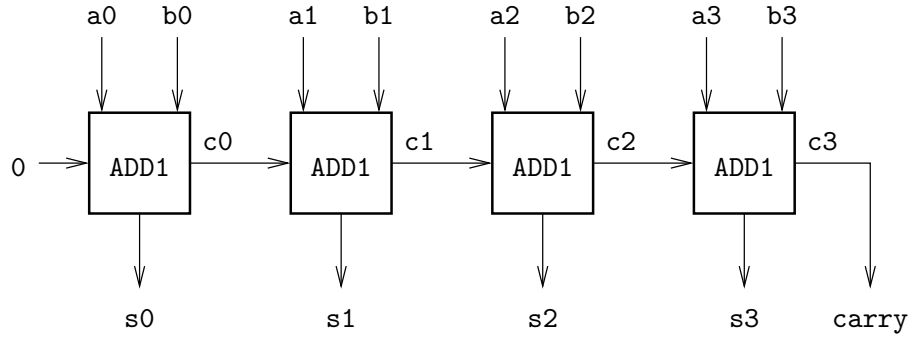 a0 b0 a1 b1 a2 b2 a3 b3
c0 c1 c2 c3
0 ADD1 ADD1 ADD1 ADD1
s0 s1 s2 s3 carry